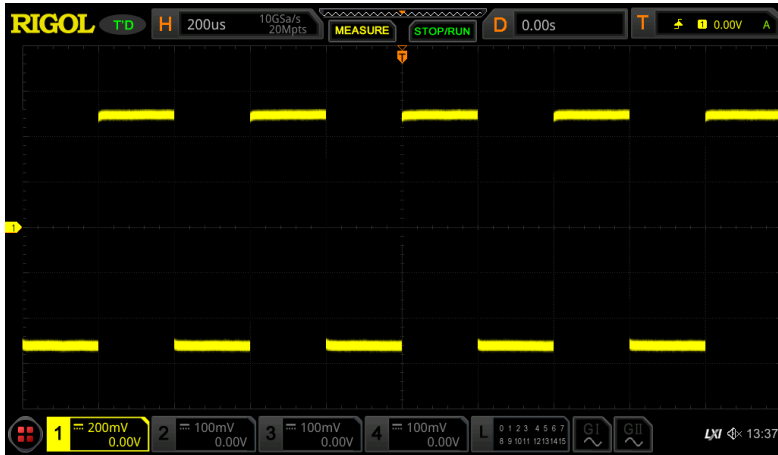 RIGOL T'D H 200us 10GSa/s 20Mpts MEASURE STOP/RUN D 0.00s T 1 0.00V A
T
1
1 200mV 0.00V 2 100mV 0.00V 3 100mV 0.00V 4 100mV 0.00V L 0 1 2 3 4 5 6 7 8 9 10 11 12 13 14 15 GI GII LXI 13:37